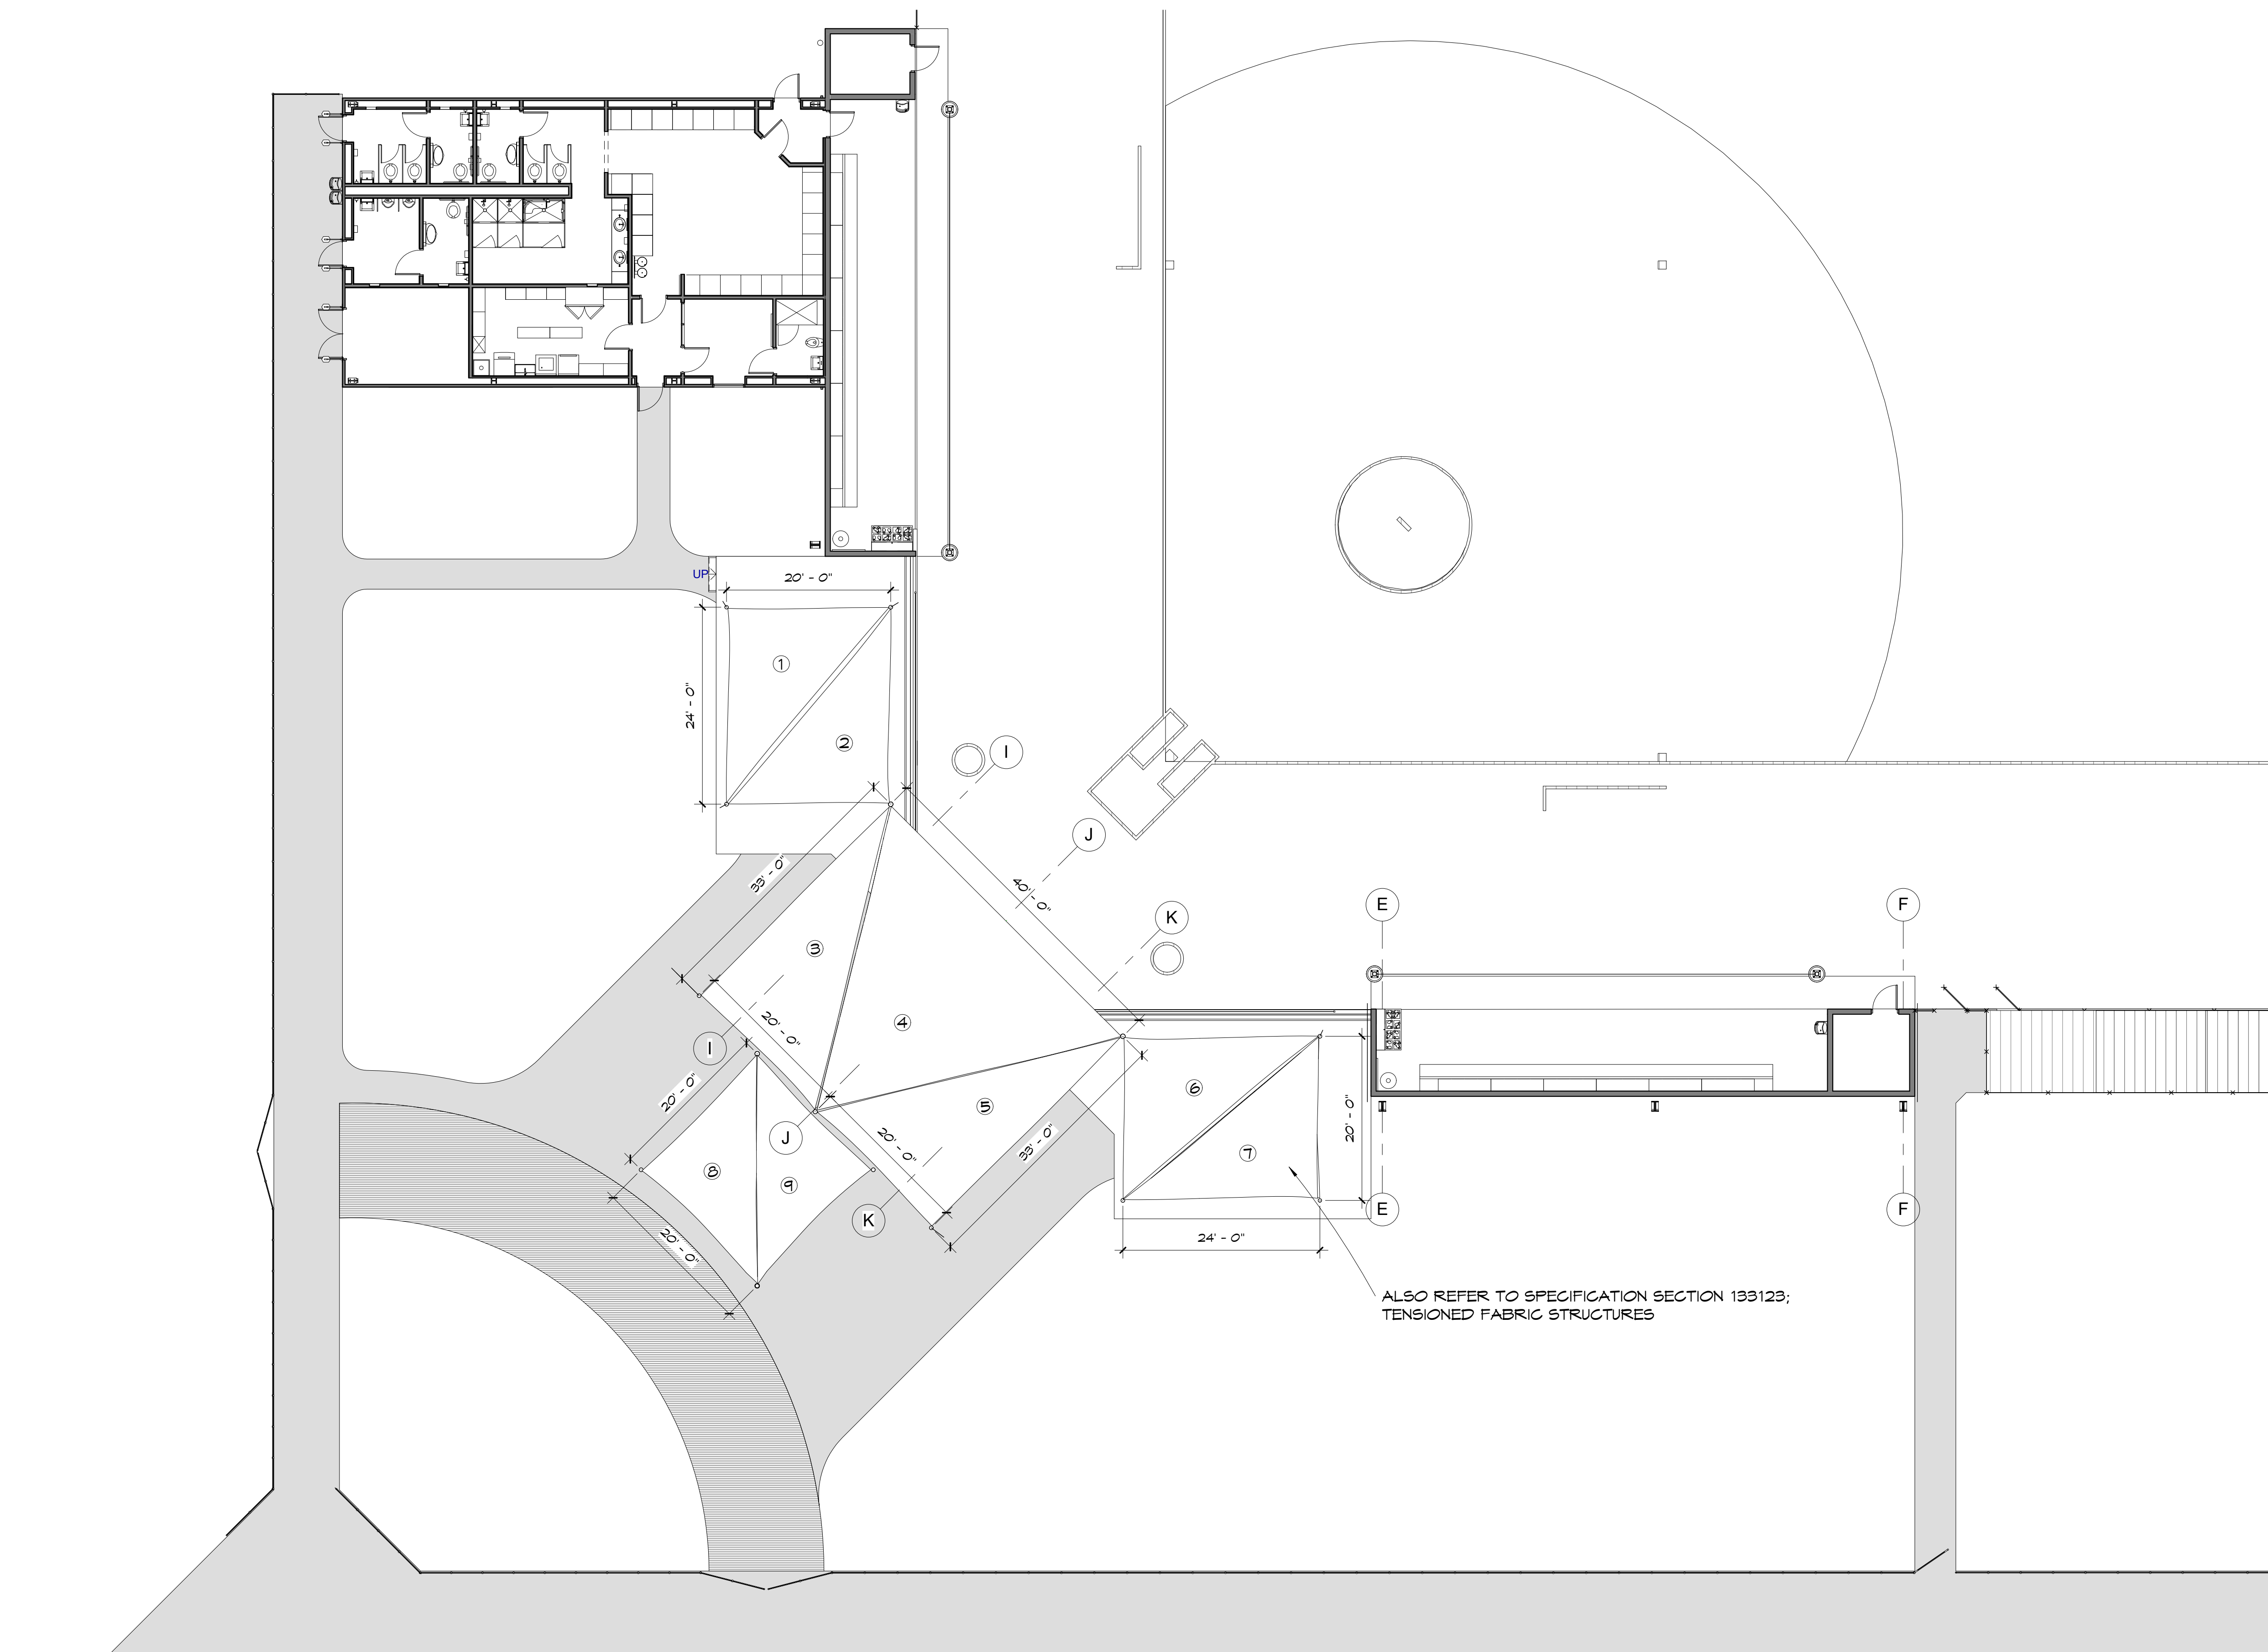 UP
20' - 0"
1
24' - 0"
2
I
J
33' - 0"
40' - 0"
E
F
K
3
20' - 0"
4
I
20' - 0"
6
5
20' - 0"
J
20' - 0"
33' - 0"
7
8
9
K
E
F
20' - 0"
24' - 0"
ALSO REFER TO SPECIFICATION SECTION 133123;
TENSIONED FABRIC STRUCTURES